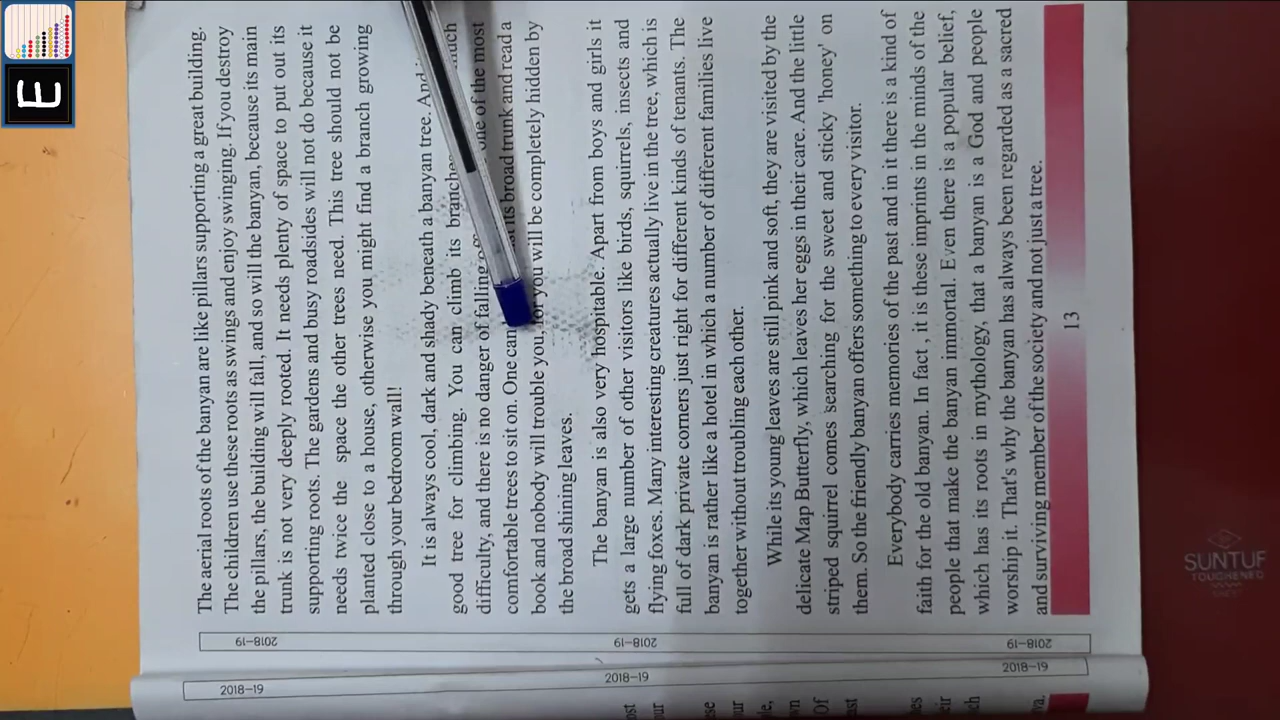 The aerial roots of the banyan are like pillars supporting a great building.
The children use these roots as swings and enjoy swinging. If you destroy
the pillars, the building will fall, and so will the banyan, because its main
trunk is not very deeply rooted. It needs plenty of space to put out its
supporting roots. The gardens and busy roadsides will not do because it
needs twice the space the other trees need. This tree should not be
planted close to a house, otherwise you might find a branch growing
through your bedroom wall!
It is always cool, dark and shady beneath a banyan tree. And
good tree for climbing. You can climb its
difficulty, and there is no danger of falling one of the most
comfortable trees to sit on. One can its broad trunk and read a
book and nobody will trouble you, for you will be completely hidden by
the broad shining leaves.
The banyan is also very hospitable. Apart from boys and girls it
gets a large number of other visitors like birds, squirrels, insects and
flying foxes. Many interesting creatures actually live in the tree, which is
full of dark private corners just right for different kinds of tenants. The
banyan is rather like a hotel in which a number of different families live
together without troubling each other.
While its young leaves are still pink and soft, they are visited by the
delicate Map Butterfly, which leaves her eggs in their care. And the little
striped squirrel comes searching for the sweet and sticky 'honey' on
them. So the friendly banyan offers something to every visitor.
Everybody carries memories of the past and in it there is a kind of
faith for the old banyan. In fact , it is these imprints in the minds of the
people that make the banyan immortal. Even there is a popular belief,
which has its roots in mythology, that a banyan is a God and people
worship it. That's why the banyan has always been regarded as a sacred
and surviving member of the society and not just a tree.
13
2018-19
2018-19
2018-19
2018-19
2018-19
2018-19
E
SUNTUF
TOUGHENED